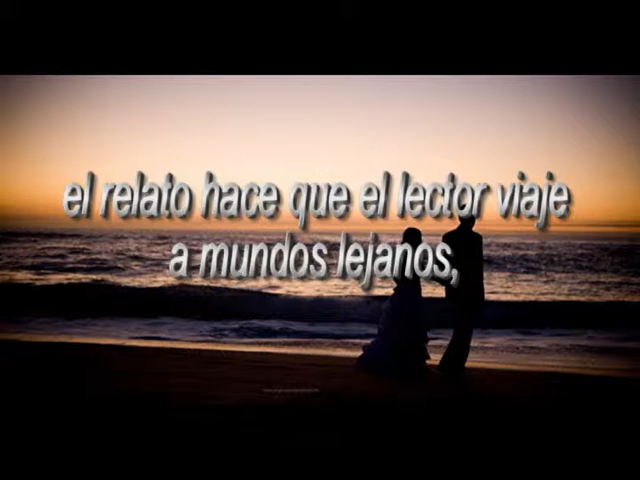 el relato hace que el lector viaje
a mundos lejanos,